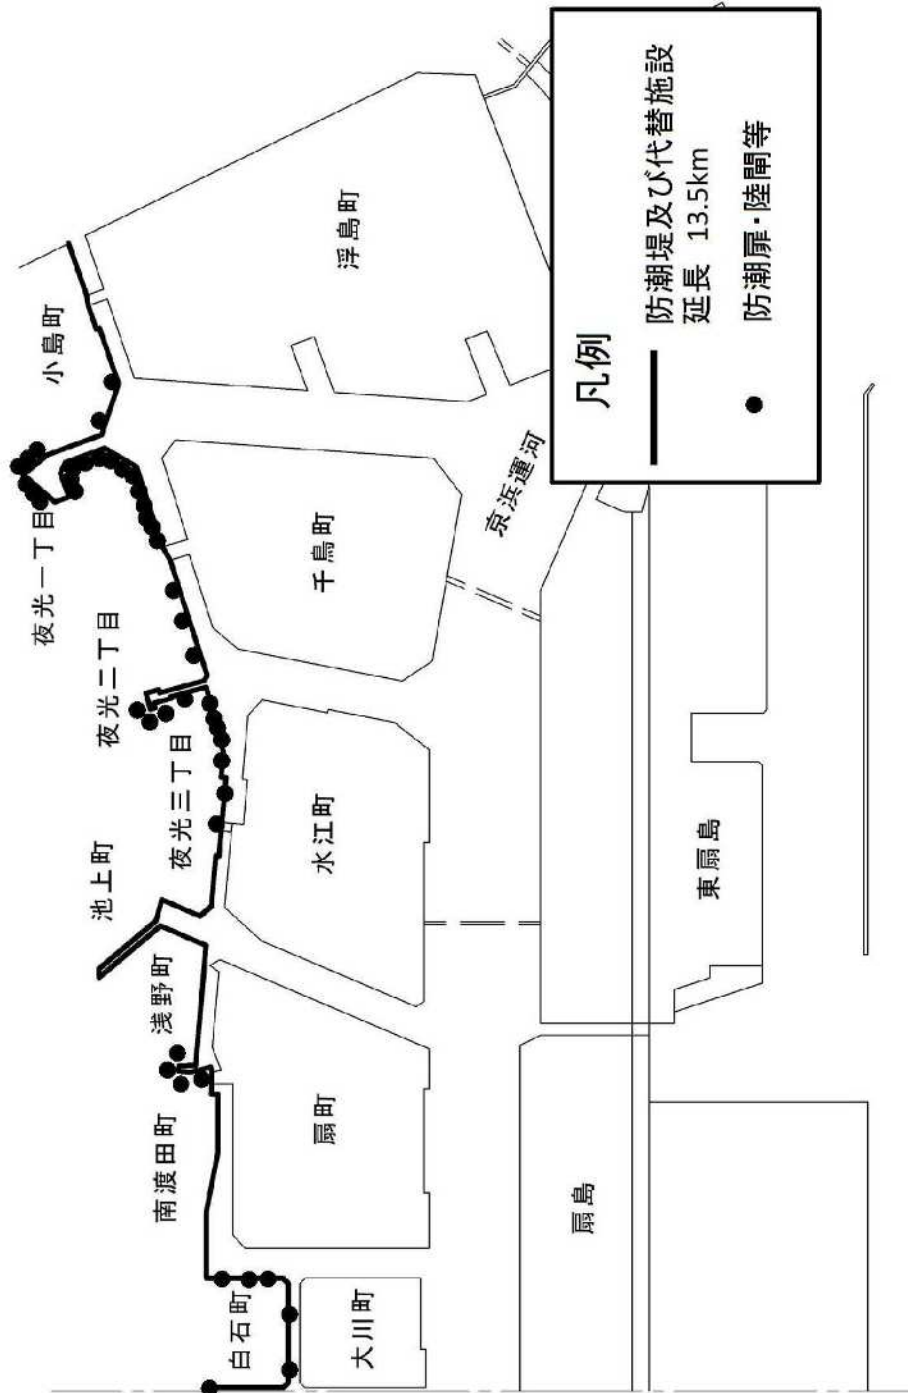 小島町
夜光一丁目
夜光二丁目
夜光三丁目
池上町
浅野町
南渡田町
白石町
浮島町
千鳥町
水江町
扇町
大川町
京浜運河
東扇島
扇島
凡例
防潮堤及び代替施設
延長 13.5km
防潮扉・陸閘等